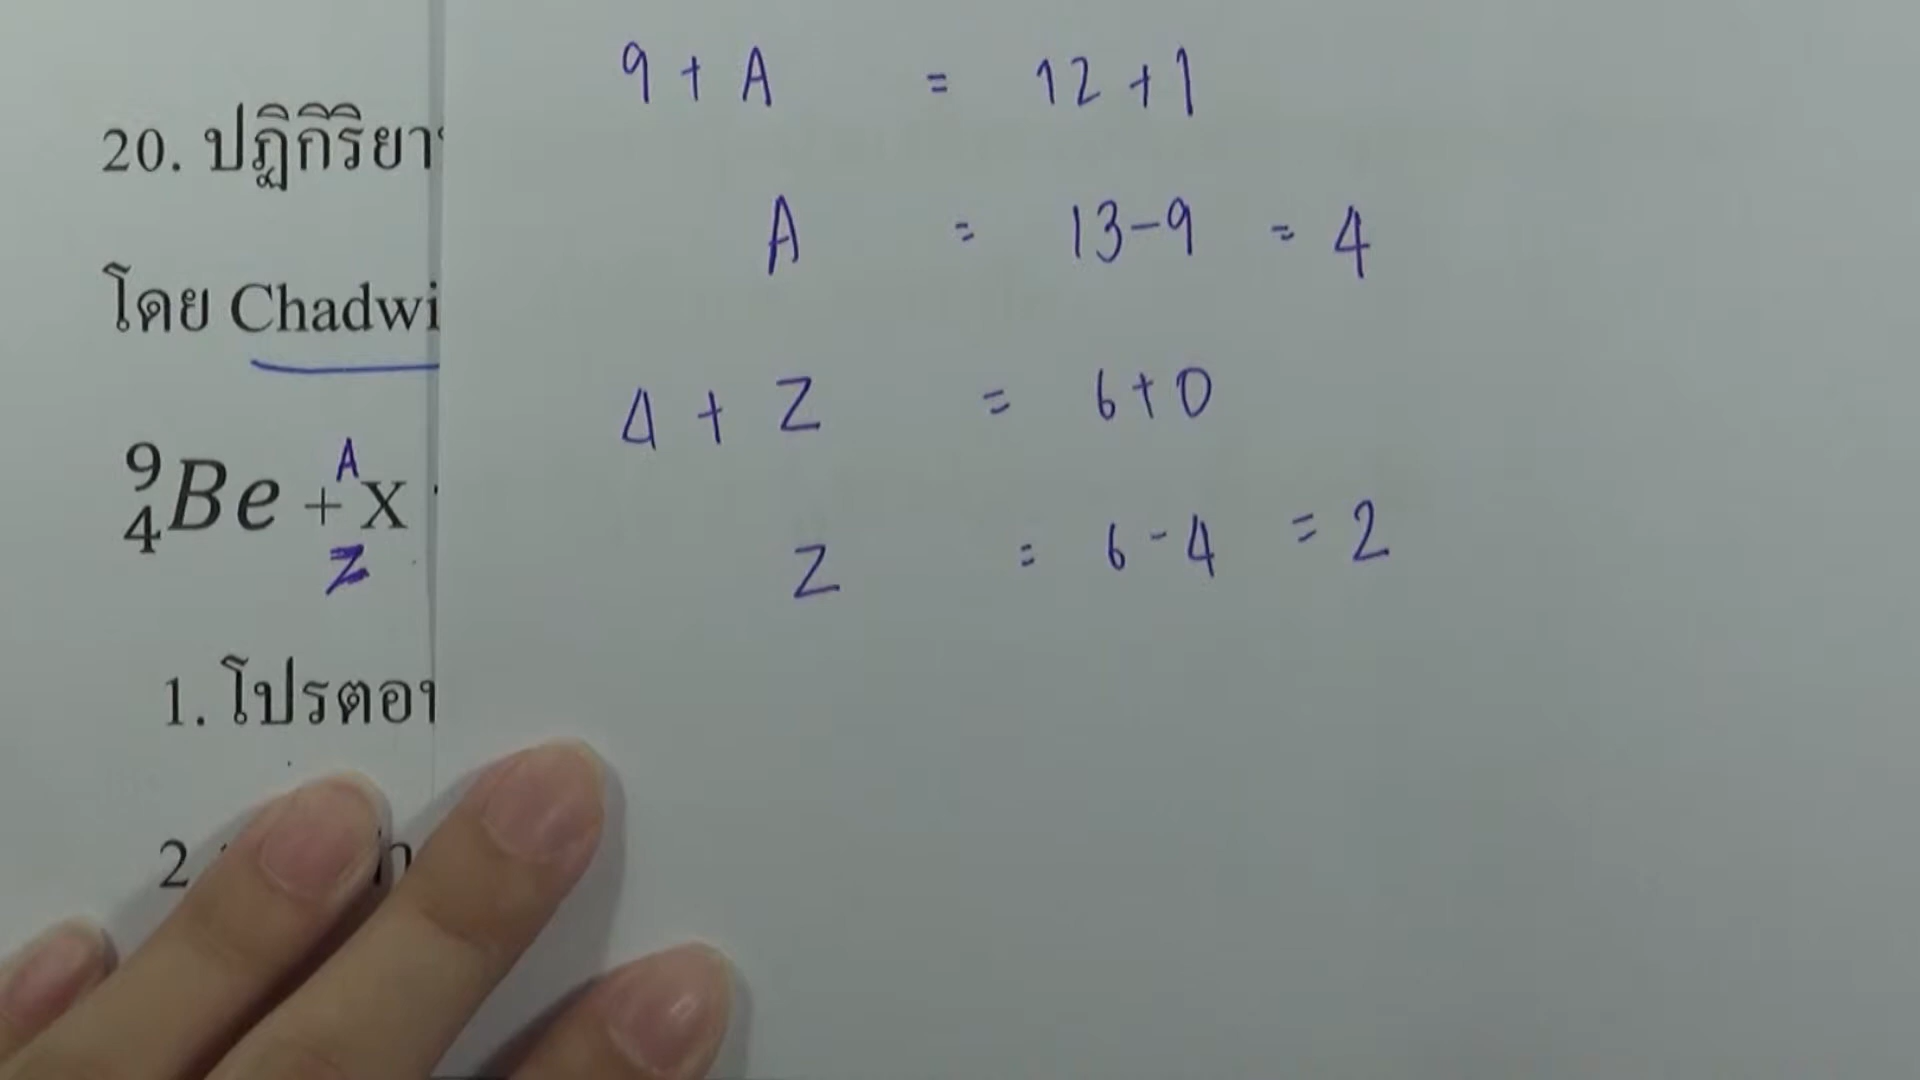 20. ปฏิกิริยา
โดย Chadwi
9
4 Be + A
Z X
1. โปรตอ
2
9 + A = 12 + 1
A = 13 - 9 = 4
4 + Z = 6 + 0
Z = 6 - 4 = 2